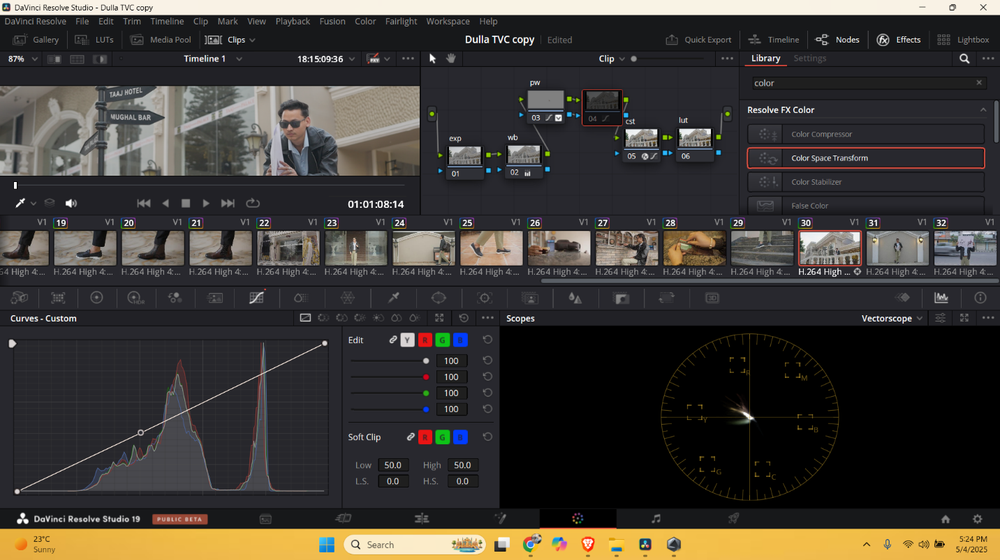 DaVinci Resolve Studio - Dulla TVC copy
DaVinci Resolve File Edit Trim Timeline Clip Mark View Playback Fusion Color Fairlight Workspace Help
Gallery LUTs Media Pool Clips Dulla TVC copy Edited Quick Export Timeline Nodes Effects Lightbox
87% Timeline 1 18:15:09:36 Clip Library Settings
color
TAAJ HOTEL
MUGHAL BAR
TAJ PALACE
pw
03
04
exp
01
wb
02
cst
05
lut
06
Resolve FX Color
Color Compressor
Color Space Transform
Color Stabilizer
False Color
01:01:08:14
V1 19 V1 20 V1 21 V1 22 V1 23 V1 24 V1 25 V1 26 V1 27 V1 28 V1 29 V1 30 V1 31 V1 32 V1
64 High 4:... H.264 High 4:... H.264 High 4:... H.264 High 4:... H.264 High 4:... H.264 High 4:... H.264 High 4:... H.264 High 4:... H.264 High 4:... H.264 High 4:... H.264 High 4:... H.264 High 4:... H.264 High ... H.264 High 4:... H.264 High 4:...
HDR
3D
Curves - Custom
Scopes
Vectorscope
Edit Y R G B
100
100
100
100
Soft Clip R G B
Low 50.0 High 50.0
L.S. 0.0 H.S. 0.0
R
M
Y
B
G
C
DaVinci Resolve Studio 19 PUBLIC BETA
23°C
Sunny
Search
5:24 PM
5/4/2025